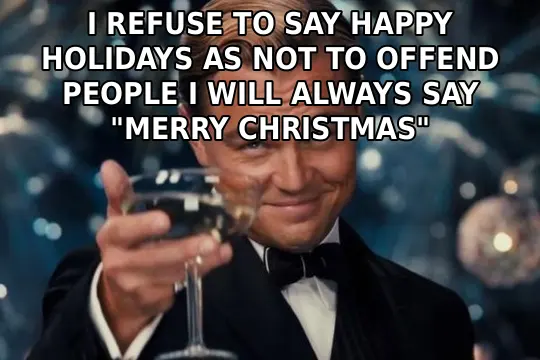 I REFUSE TO SAY HAPPY
HOLIDAYS AS NOT TO OFFEND
PEOPLE I WILL ALWAYS SAY
"MERRY CHRISTMAS"